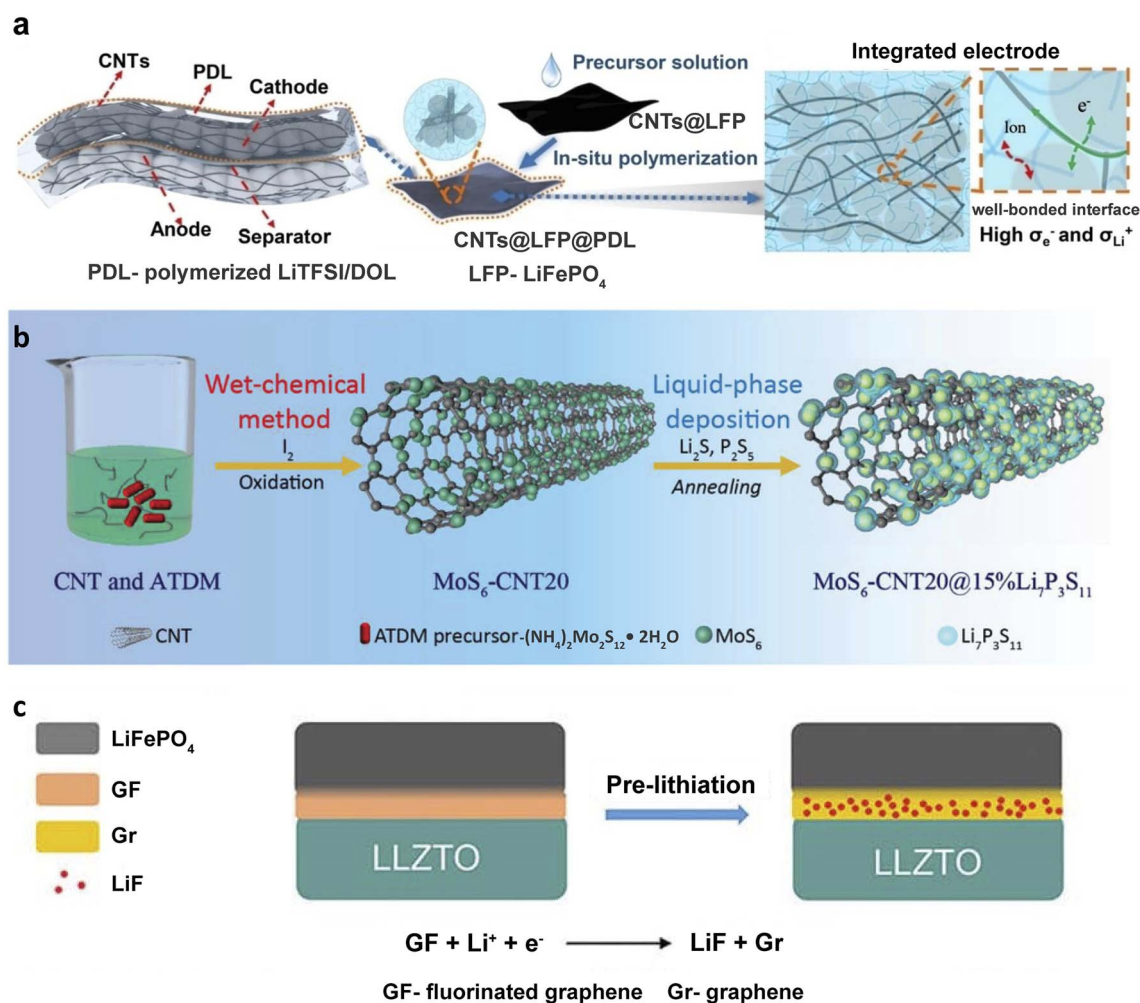 a
CNTs
PDL
Cathode
Anode
Separator
PDL- polymerized LiTFSI/DOL
Precursor solution
CNTs@LFP
In-situ polymerization
CNTs@LFP@PDL
LFP- LiFePO₄
Integrated electrode
e⁻
Ion
well-bonded interface
High σₑ⁻ and σLi⁺
b
Wet-chemical
method
I₂
Oxidation
Liquid-phase
deposition
Li₂S, P₂S₅
Annealing
CNT and ATDM
MoS₆-CNT20
MoS₆-CNT20@15%Li₇P₃S₁₁
CNT
ATDM precursor-(NH₄)₂Mo₂S₁₂• 2H₂O
MoS₆
Li₇P₃S₁₁
c
LiFePO₄
GF
Gr
LiF
LLZTO
Pre-lithiation
LLZTO
GF + Li⁺ + e⁻ ⟶ LiF + Gr
GF- fluorinated graphene Gr- graphene